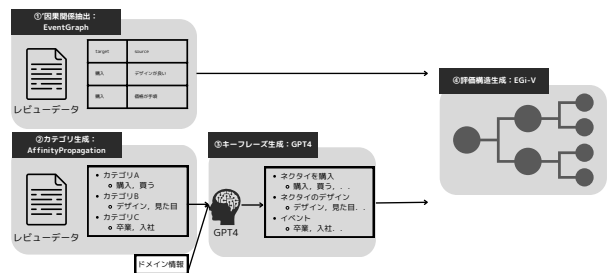 ①'因果関係抽出：
EventGraph
target source
購入 デザインが良い
購入 価格が手頃
レビューデータ
②カテゴリ生成：
AffinityPropagation
カテゴリA
購入, 買う
カテゴリB
デザイン, 見た目
カテゴリC
卒業, 入社
レビューデータ
ドメイン情報
③キーフレーズ生成：GPT4
GPT4
ネクタイを購入
購入, 買う, . .
ネクタイのデザイン
デザイン, 見た目. .
イベント
卒業, 入社. .
④評価構造生成：EGi-V